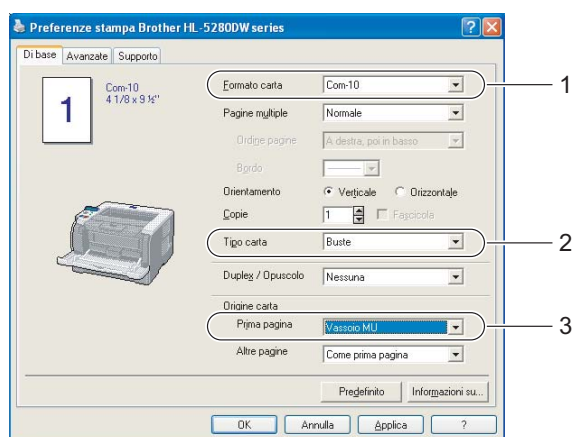 Preferenze stampa Brother HL-5280DW series
Di base Avanzate Supporto
1
Com-10
4 1/8 x 9 ½"
Formato carta Com-10 1
Pagine multiple Normale
Ordine pagine A destra, poi in basso
Bordo
Orientamento Verticale Orizzontale
Copie 1 Fascicola
Tipo carta Buste 2
Duplex / Opuscolo Nessuna
Origine carta
Prima pagina Vassoio MU 3
Altre pagine Come prima pagina
Predefinito Informazioni su...
OK Annulla Applica ?